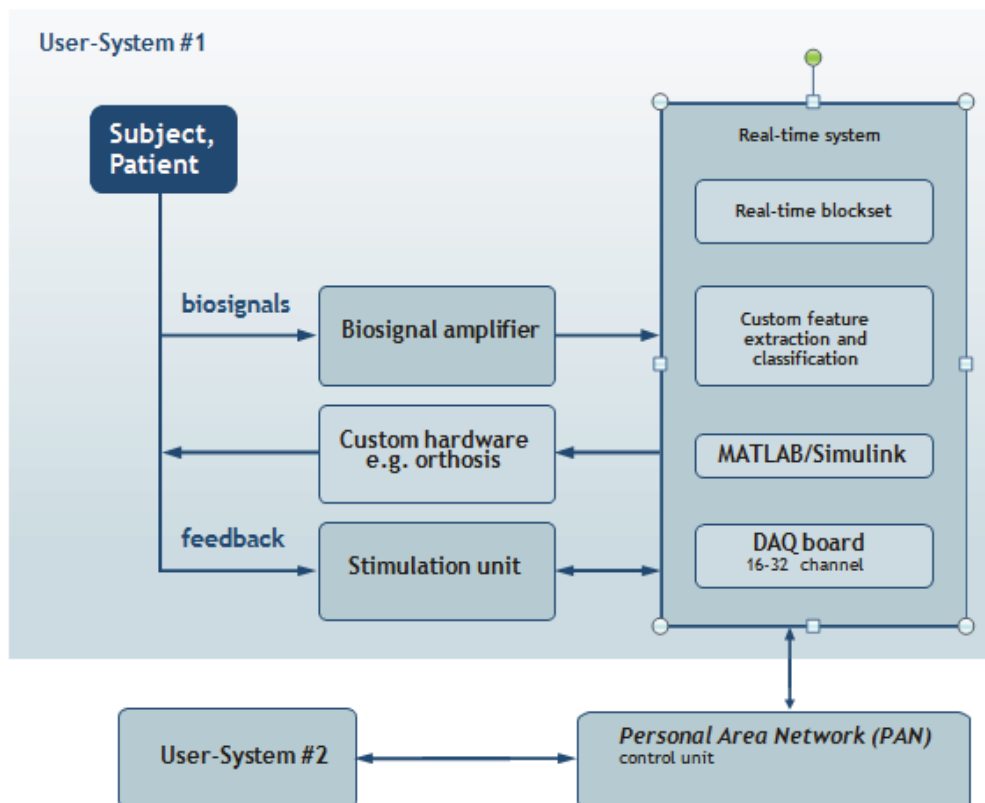 User-System #1
Subject,
Patient
biosignals
Biosignal amplifier
Custom hardware
e.g. orthosis
feedback
Stimulation unit
Real-time system
Real-time blockset
Custom feature
extraction and
classification
MATLAB/Simulink
DAQ board
16-32 channel
User-System #2
Personal Area Network (PAN)
control unit